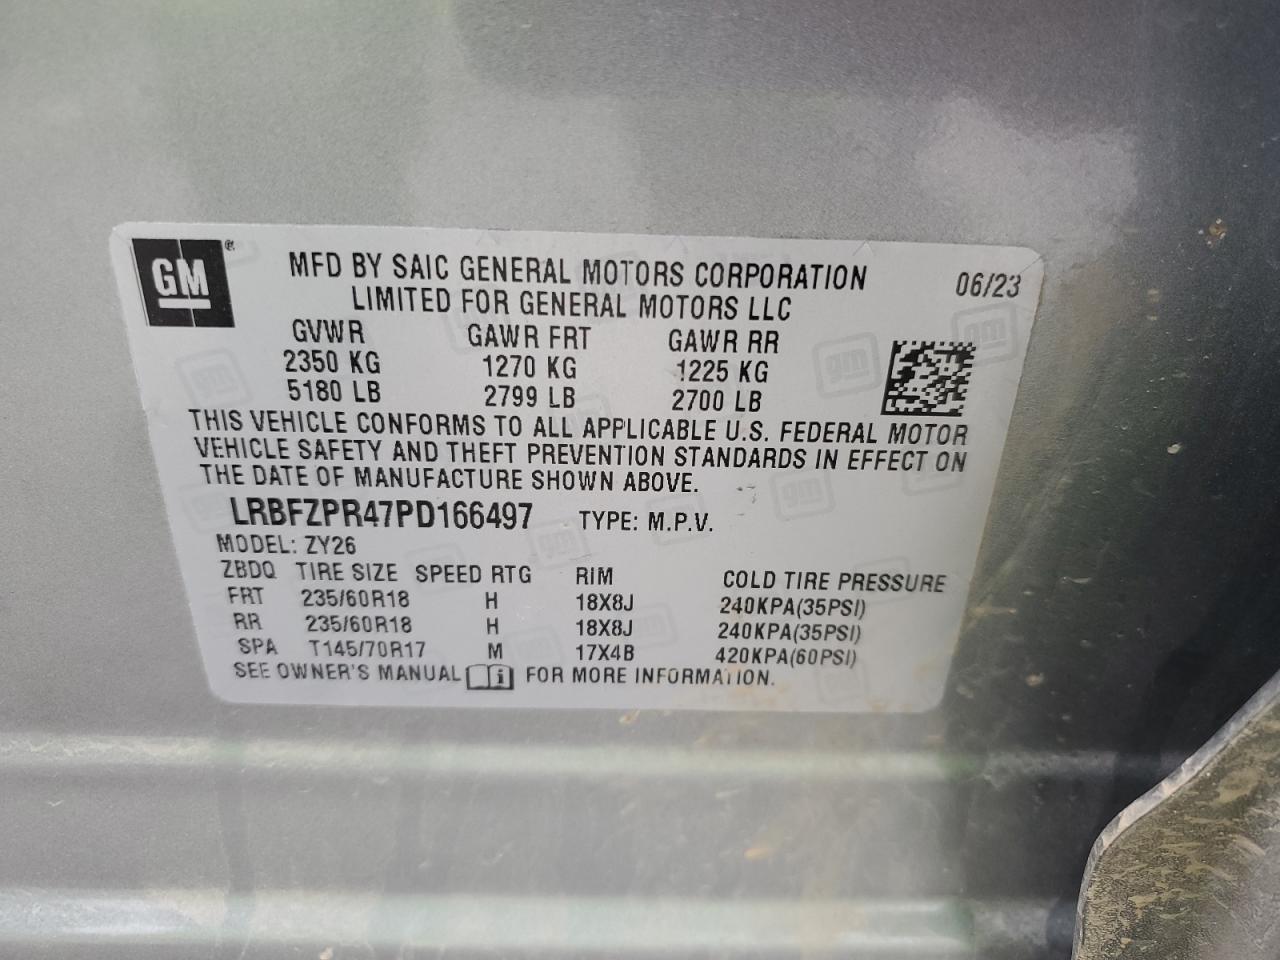 GM ®
MFD BY SAIC GENERAL MOTORS CORPORATION 06/23
LIMITED FOR GENERAL MOTORS LLC
GVWR GAWR FRT GAWR RR
2350 KG 1270 KG 1225 KG
5180 LB 2799 LB 2700 LB
THIS VEHICLE CONFORMS TO ALL APPLICABLE U.S. FEDERAL MOTOR
VEHICLE SAFETY AND THEFT PREVENTION STANDARDS IN EFFECT ON
THE DATE OF MANUFACTURE SHOWN ABOVE.
LRBFZPR47PD166497 TYPE: M.P.V.
MODEL: ZY26
ZBDQ TIRE SIZE SPEED RTG RIM COLD TIRE PRESSURE
FRT 235/60R18 H 18X8J 240KPA(35PSI)
RR 235/60R18 H 18X8J 240KPA(35PSI)
SPA T145/70R17 M 17X4B 420KPA(60PSI)
SEE OWNER'S MANUAL i FOR MORE INFORMATION.